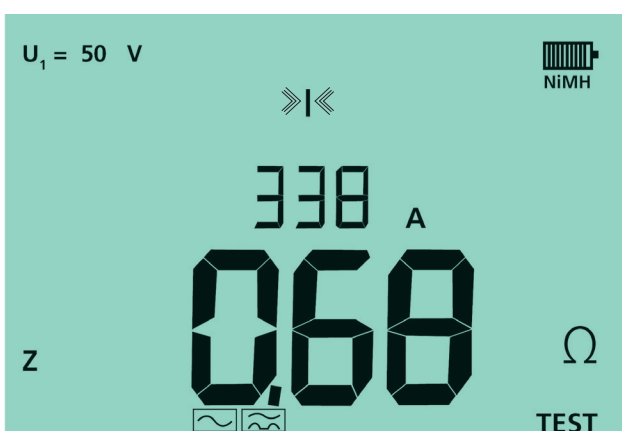 U₁ = 50 V
NiMH
338 A
0.68 Ω
Z
TEST